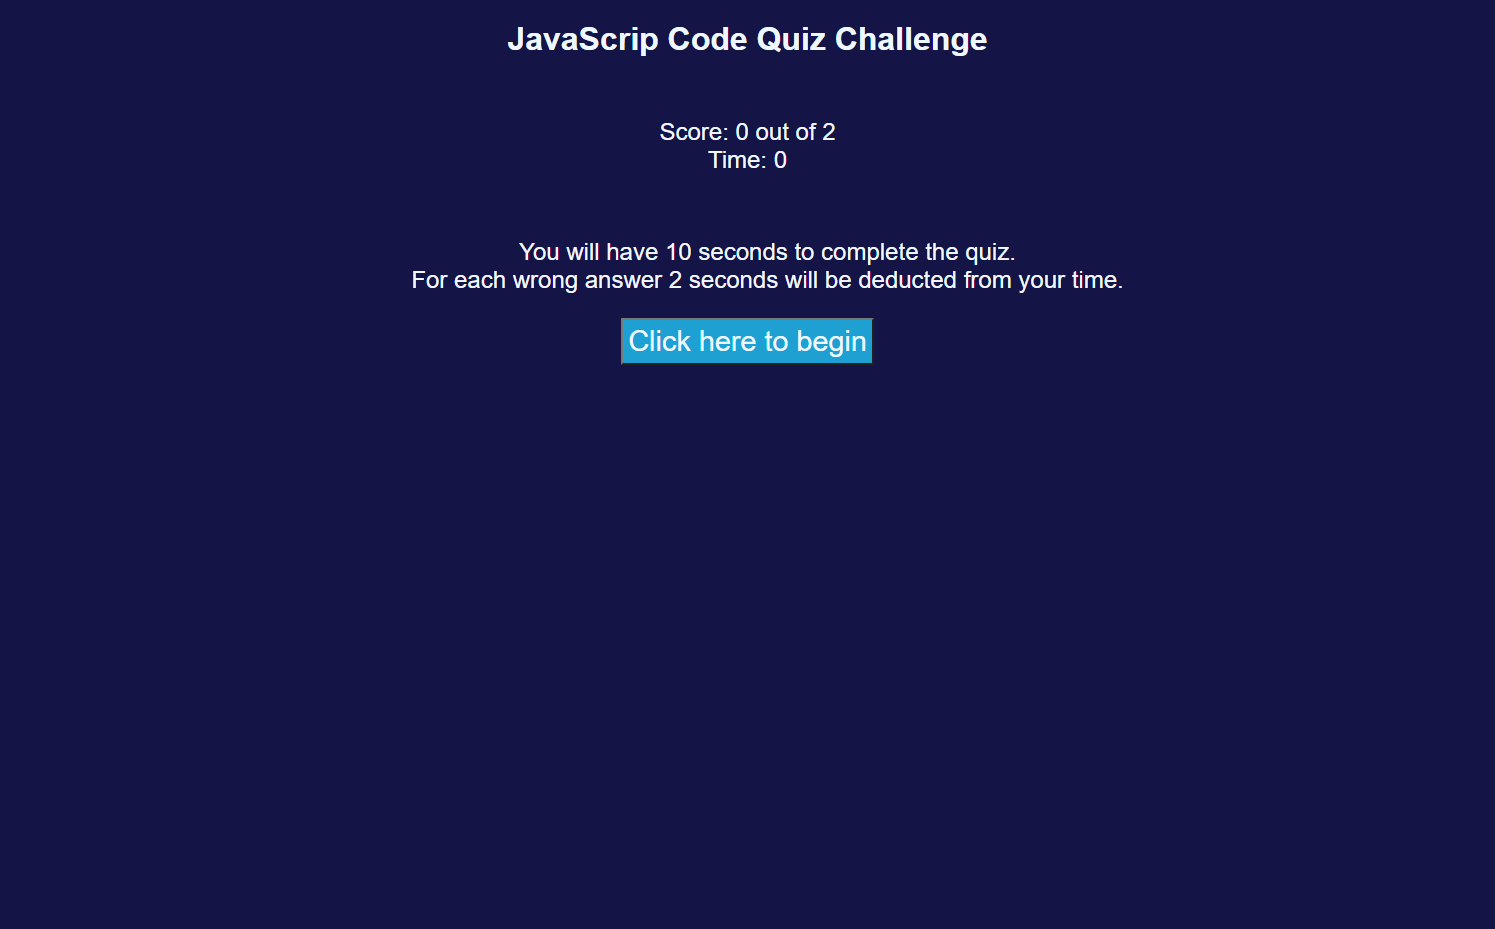 JavaScrip Code Quiz Challenge
Score: 0 out of 2
Time: 0
You will have 10 seconds to complete the quiz.
For each wrong answer 2 seconds will be deducted from your time.
Click here to begin